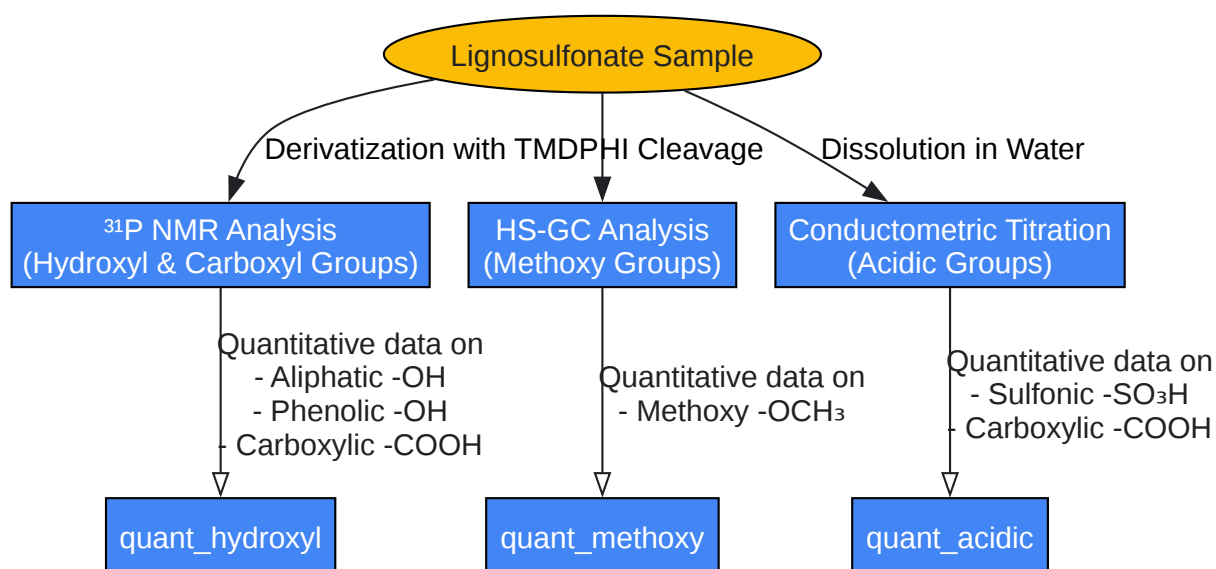 Lignosulfonate Sample
Derivatization with TMDPHI Cleavage
Dissolution in Water
³¹P NMR Analysis
(Hydroxyl & Carboxyl Groups)
HS-GC Analysis
(Methoxy Groups)
Conductometric Titration
(Acidic Groups)
Quantitative data on
- Aliphatic -OH
- Phenolic -OH
- Carboxylic -COOH
Quantitative data on
- Methoxy -OCH₃
Quantitative data on
- Sulfonic -SO₃H
- Carboxylic -COOH
quant_hydroxyl
quant_methoxy
quant_acidic